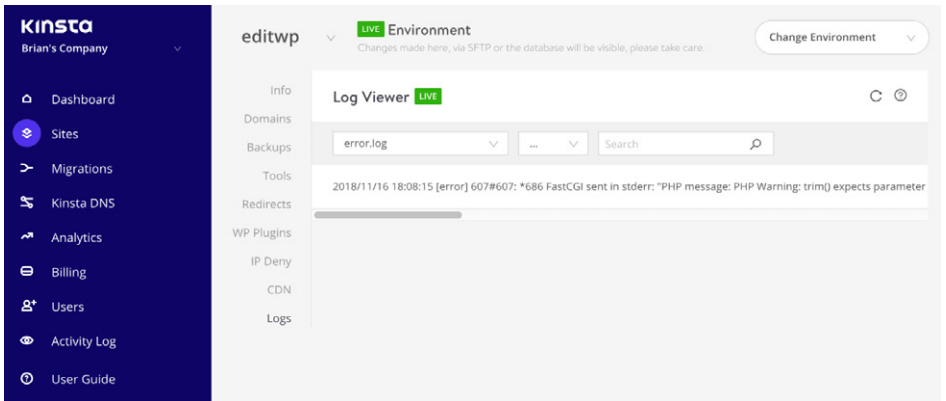 KINSTA
Brian's Company
Dashboard
Sites
Migrations
Kinsta DNS
Analytics
Billing
Users
Activity Log
User Guide
editwp
LIVE Environment
Changes made here, via SFTP or the database will be visible, please take care.
Change Environment
Info
Domains
Backups
Tools
Redirects
WP Plugins
IP Deny
CDN
Logs
Log Viewer LIVE
error.log ... Search
2018/11/16 18:08:15 [error] 607#607: *686 FastCGI sent in stderr: "PHP message: PHP Warning: trim() expects parameter